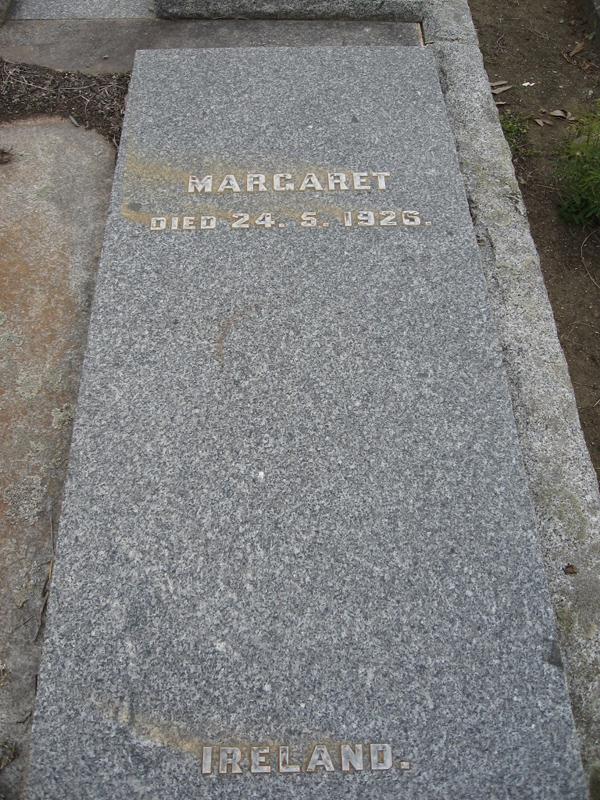 MARGARET
DIED 24. 5. 1926.
IRELAND.